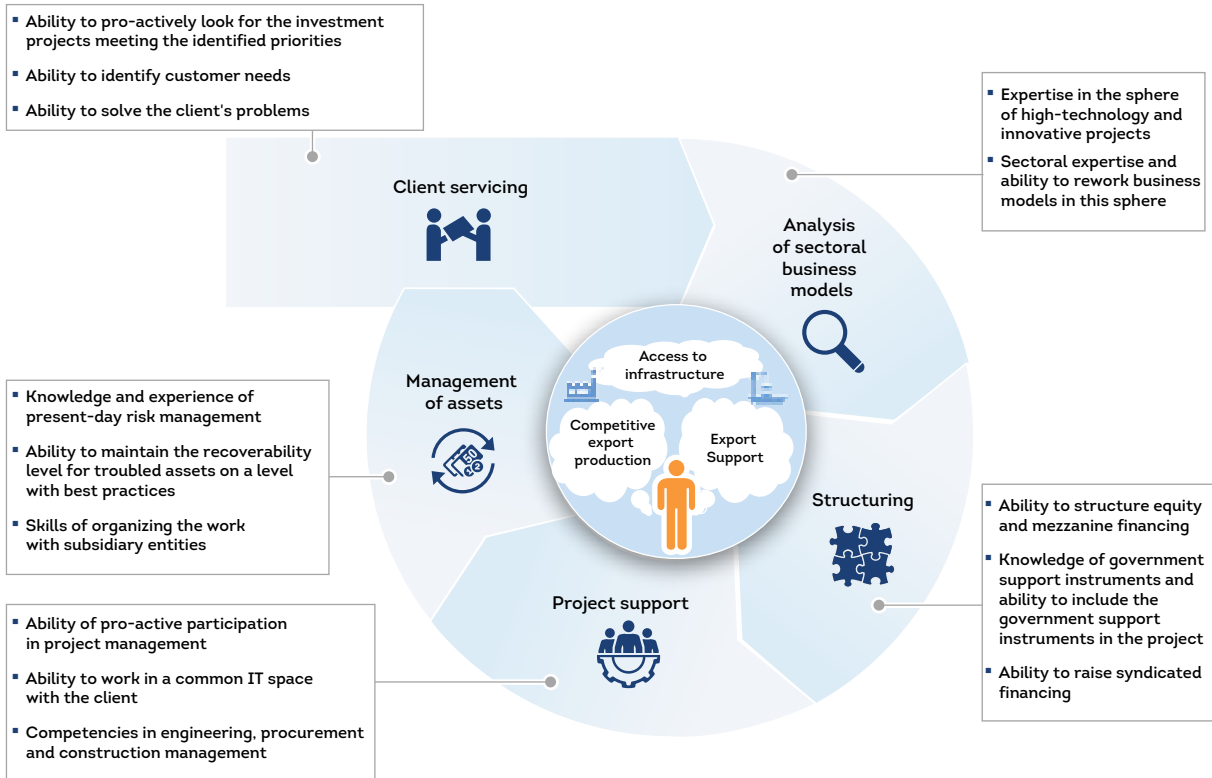 Ability to pro-actively look for the investment
projects meeting the identified priorities
Ability to identify customer needs
Ability to solve the client's problems
Expertise in the sphere
of high-technology and
innovative projects
Sectoral expertise and
ability to rework business
models in this sphere
Client servicing
Analysis
of sectoral
business
models
Access to
infrastructure
Competitive
export
production
Export
Support
Management
of assets
50
2
Knowledge and experience of
present-day risk management
Ability to maintain the recoverability
level for troubled assets on a level
with best practices
Skills of organizing the work
with subsidiary entities
Structuring
Ability to structure equity
and mezzanine financing
Knowledge of government
support instruments and
ability to include the
government support
instruments in the project
Ability to raise syndicated
financing
Project support
Ability of pro-active participation
in project management
Ability to work in a common IT space
with the client
Competencies in engineering, procurement
and construction management